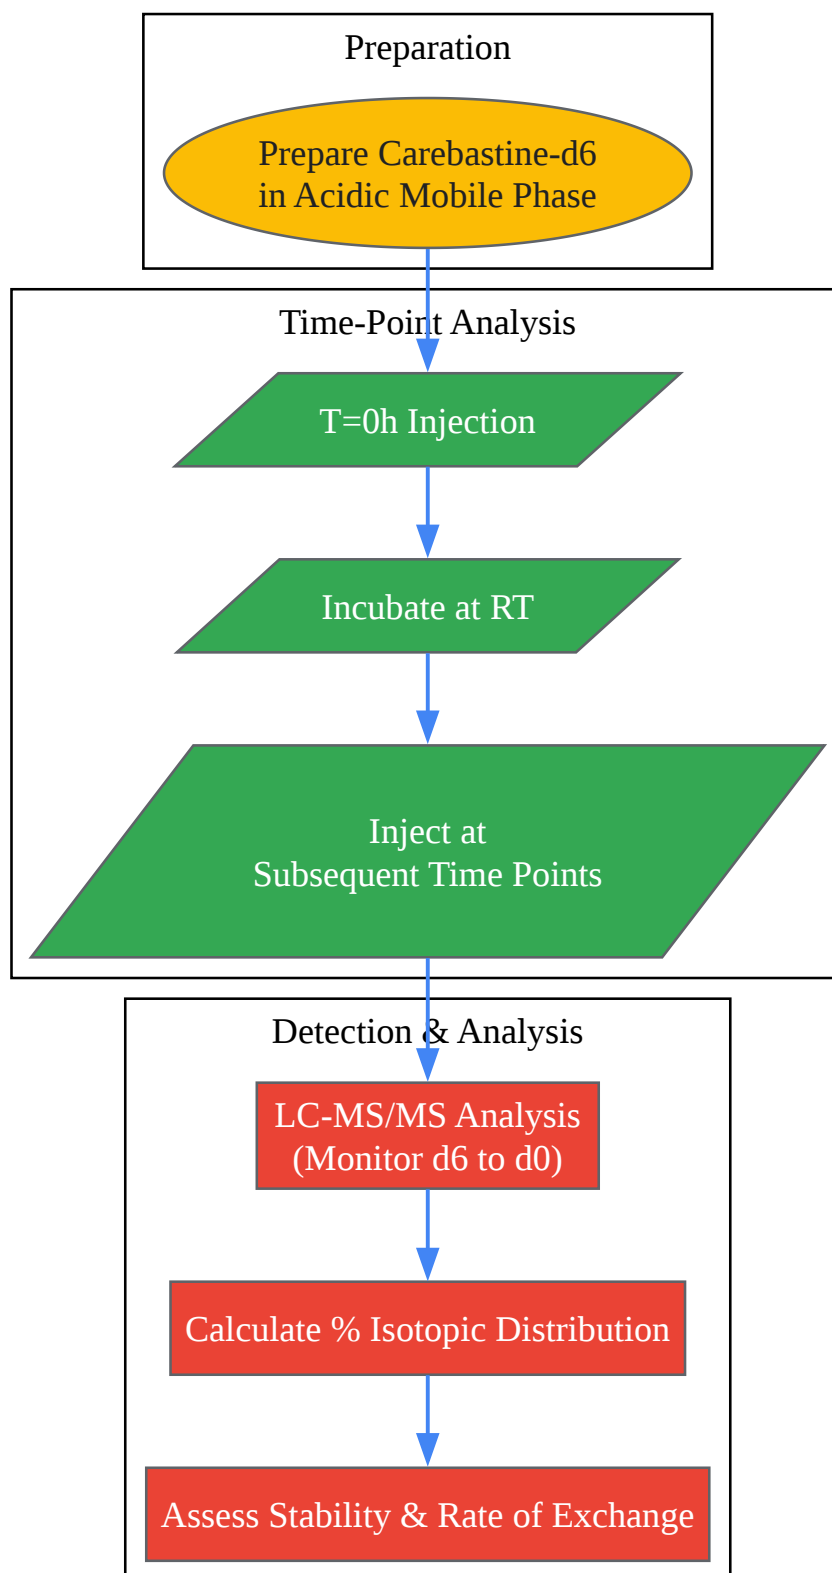 Preparation
Prepare Carebastine-d6
in Acidic Mobile Phase
Time-Point Analysis
T=0h Injection
Incubate at RT
Inject at
Subsequent Time Points
Detection & Analysis
LC-MS/MS Analysis
(Monitor d6 to d0)
Calculate % Isotopic Distribution
Assess Stability & Rate of Exchange